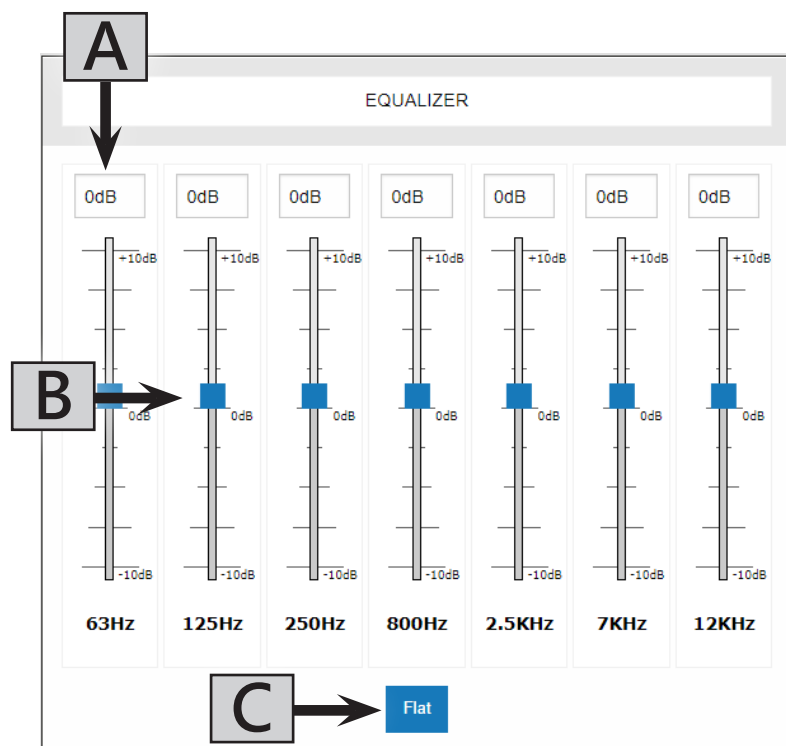 A
EQUALIZER
0dB 0dB 0dB 0dB 0dB 0dB 0dB
+10dB +10dB +10dB +10dB +10dB +10dB +10dB
B
0dB 0dB 0dB 0dB 0dB 0dB 0dB
-10dB -10dB -10dB -10dB -10dB -10dB -10dB
63Hz 125Hz 250Hz 800Hz 2.5KHz 7KHz 12KHz
C
Flat